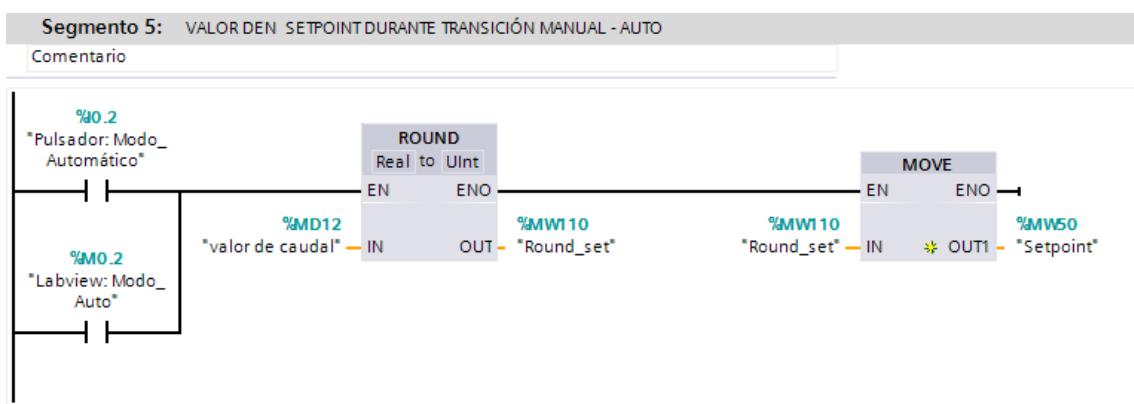 Segmento 5: VALOR DEN SETPOINT DURANTE TRANSICIÓN MANUAL - AUTO
Comentario
%I0.2
"Pulsador: Modo_
Automático"
ROUND
Real to UInt
EN ENO
%MD12
"valor de caudal" IN
OUT
%MW110
"Round_set"
MOVE
EN ENO
%MW110
"Round_set" IN
OUT1
%MW50
"Setpoint"
%M0.2
"Labview: Modo_
Auto"